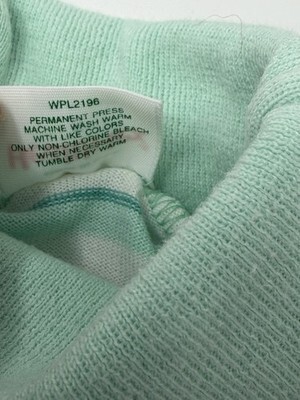 WPL2196
PERMANENT PRESS
MACHINE WASH WARM
WITH LIKE COLORS
ONLY NON-CHLORINE BLEACH
WHEN NECESSARY
TUMBLE DRY WARM